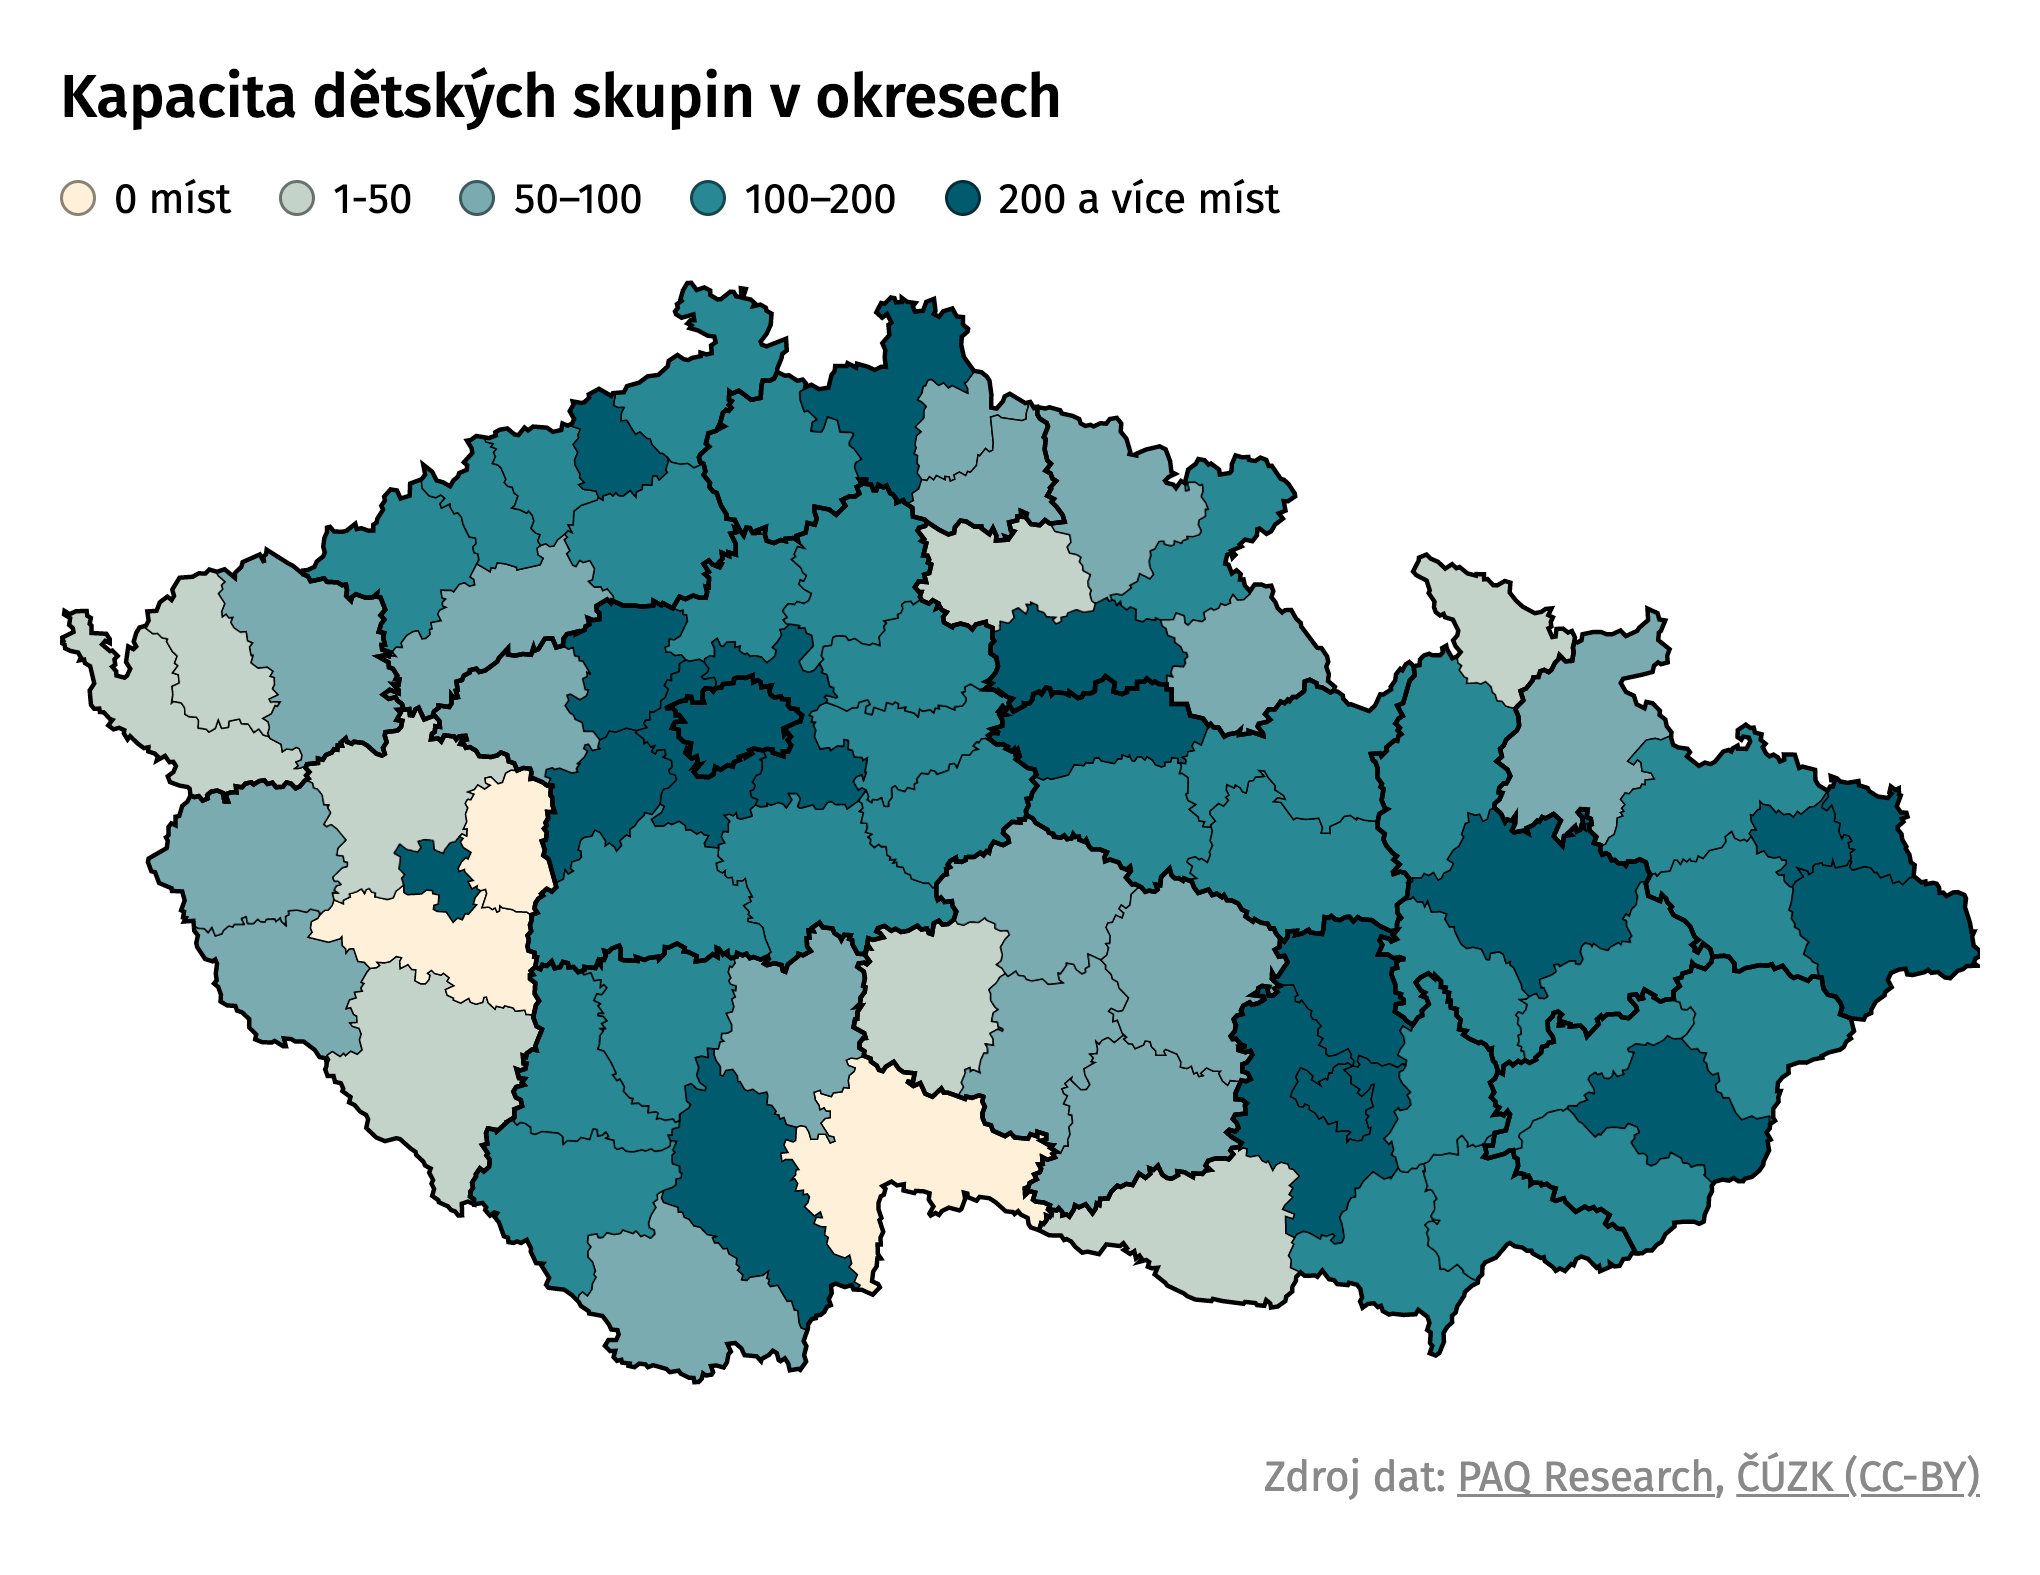 Kapacita dětských skupin v okresech
0 míst 1-50 50–100 100–200 200 a více míst
Zdroj dat: PAQ Research, ČÚZK (CC-BY)